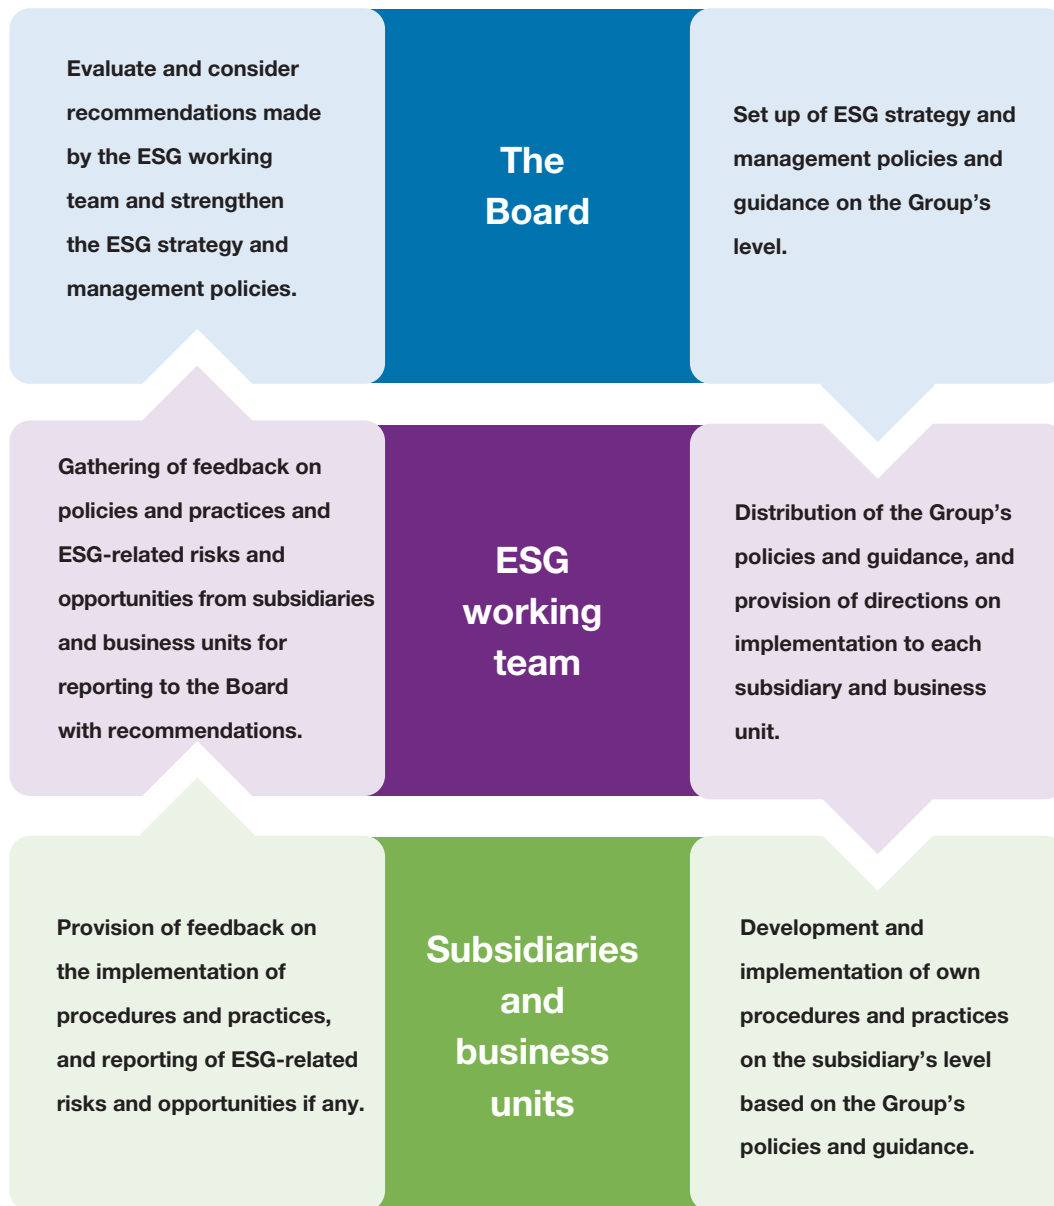 Evaluate and consider
recommendations made
by the ESG working
team and strengthen
the ESG strategy and
management policies.
The
Board
Set up of ESG strategy and
management policies and
guidance on the Group’s
level.
Gathering of feedback on
policies and practices and
ESG-related risks and
opportunities from subsidiaries
and business units for
reporting to the Board
with recommendations.
ESG
working
team
Distribution of the Group’s
policies and guidance, and
provision of directions on
implementation to each
subsidiary and business
unit.
Provision of feedback on
the implementation of
procedures and practices,
and reporting of ESG-related
risks and opportunities if any.
Subsidiaries
and
business
units
Development and
implementation of own
procedures and practices
on the subsidiary’s level
based on the Group’s
policies and guidance.